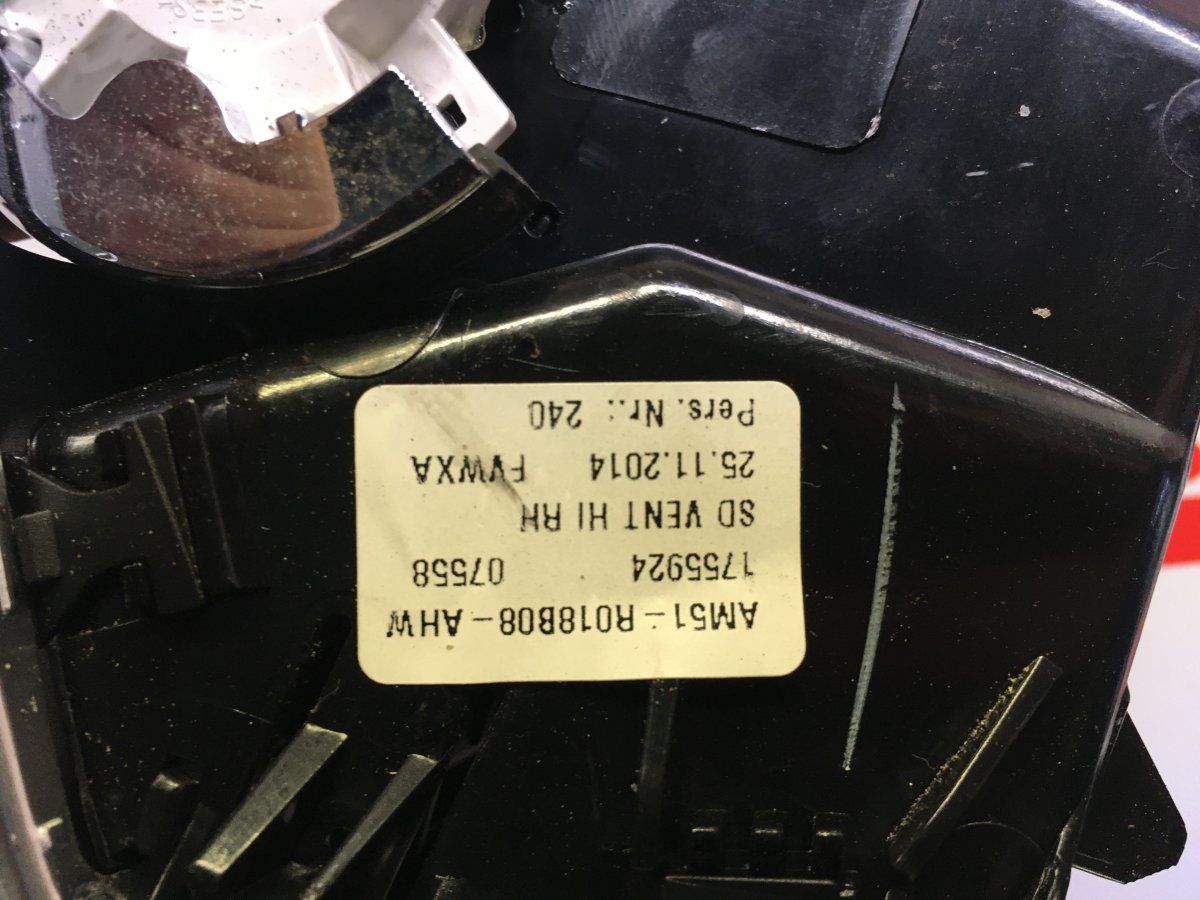 AM51-R018B08-AHW
1755924 07558
SD VENT HI RH
25.11.2014 FVWXA
Pers. Nr.: 240